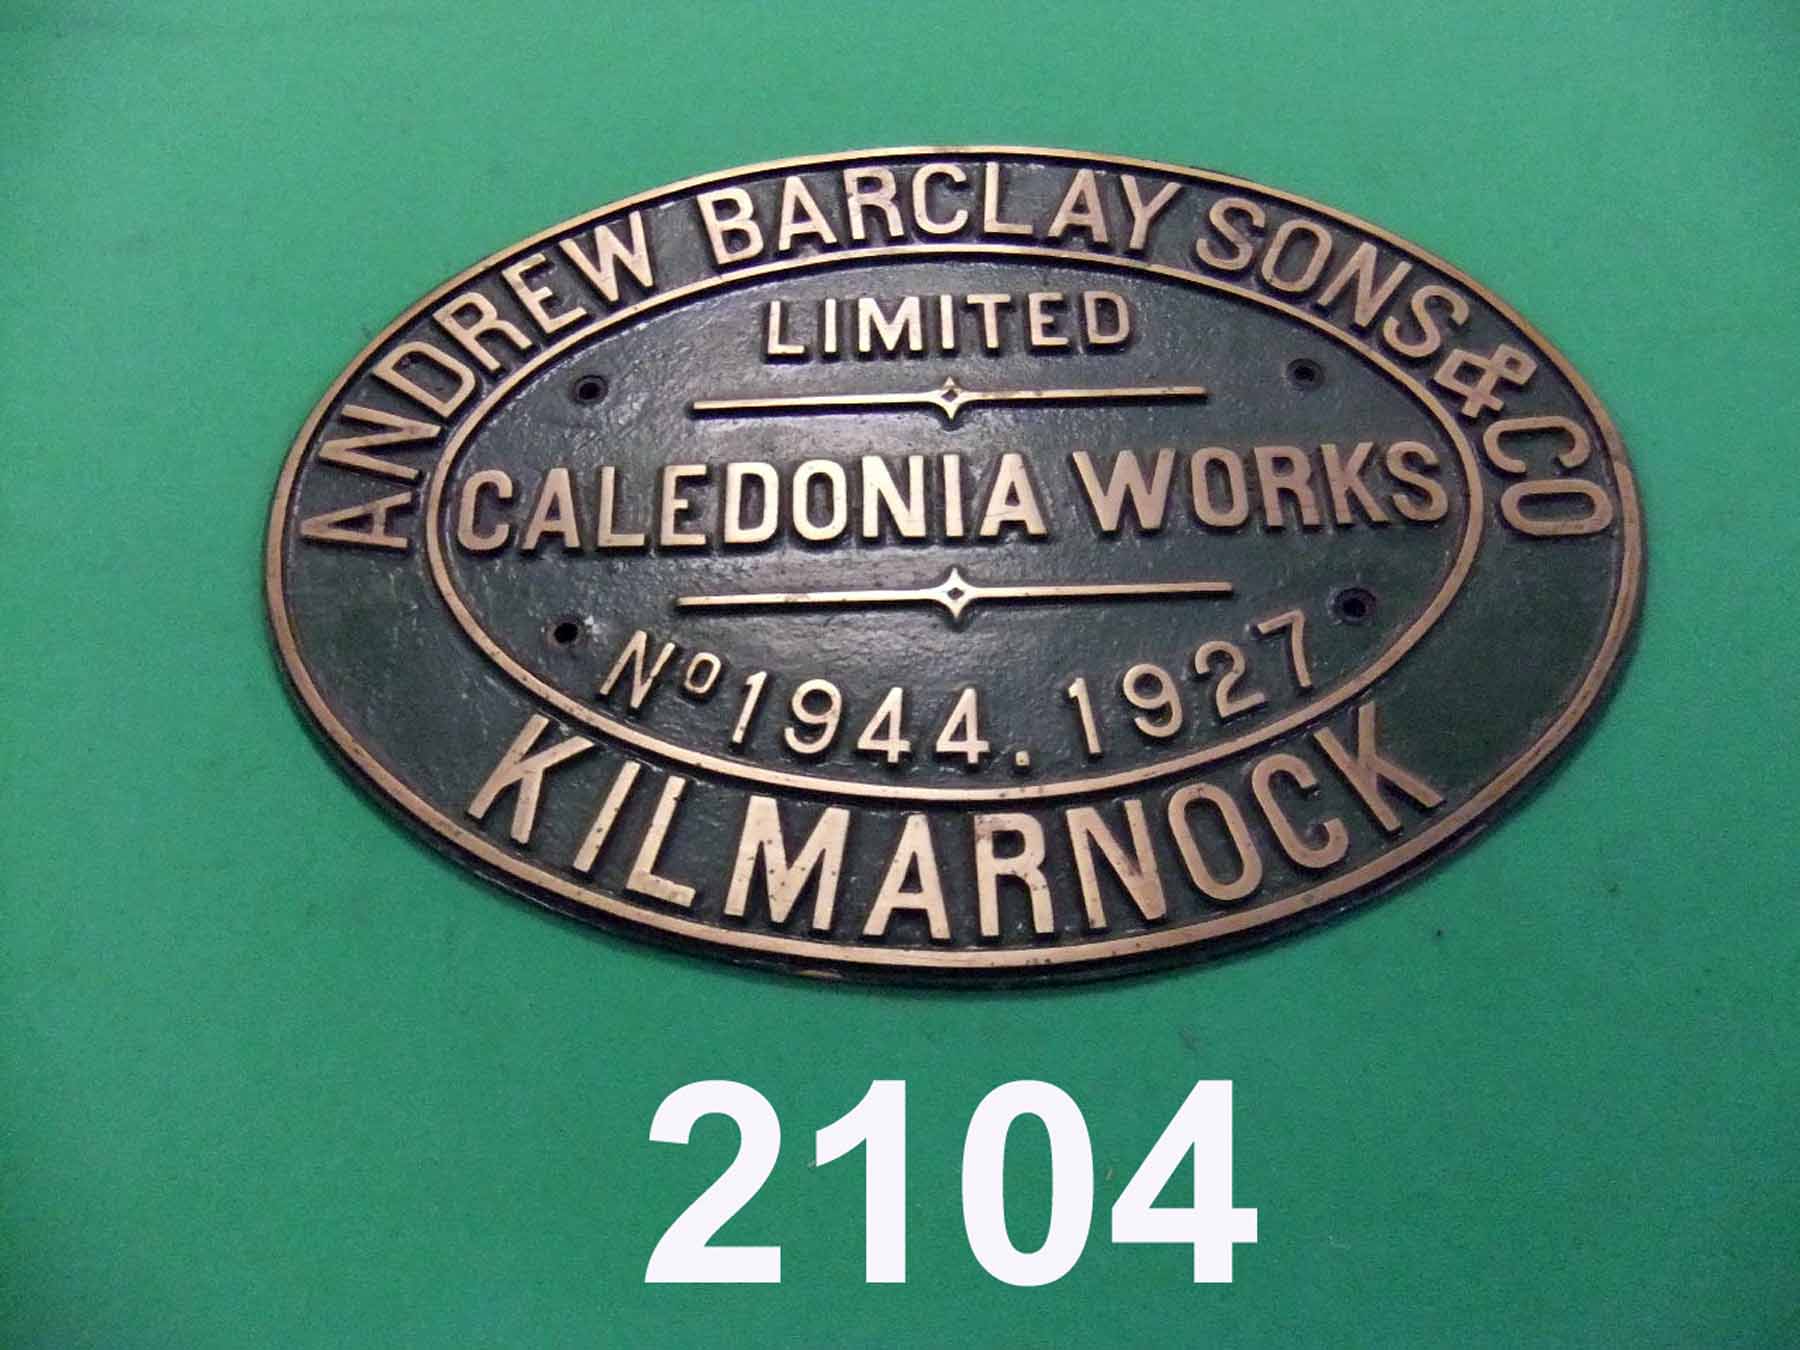 ANDREW BARCLAY SONS & CO
LIMITED
CALEDONIA WORKS
No 1944. 1927
KILMARNOCK
2104